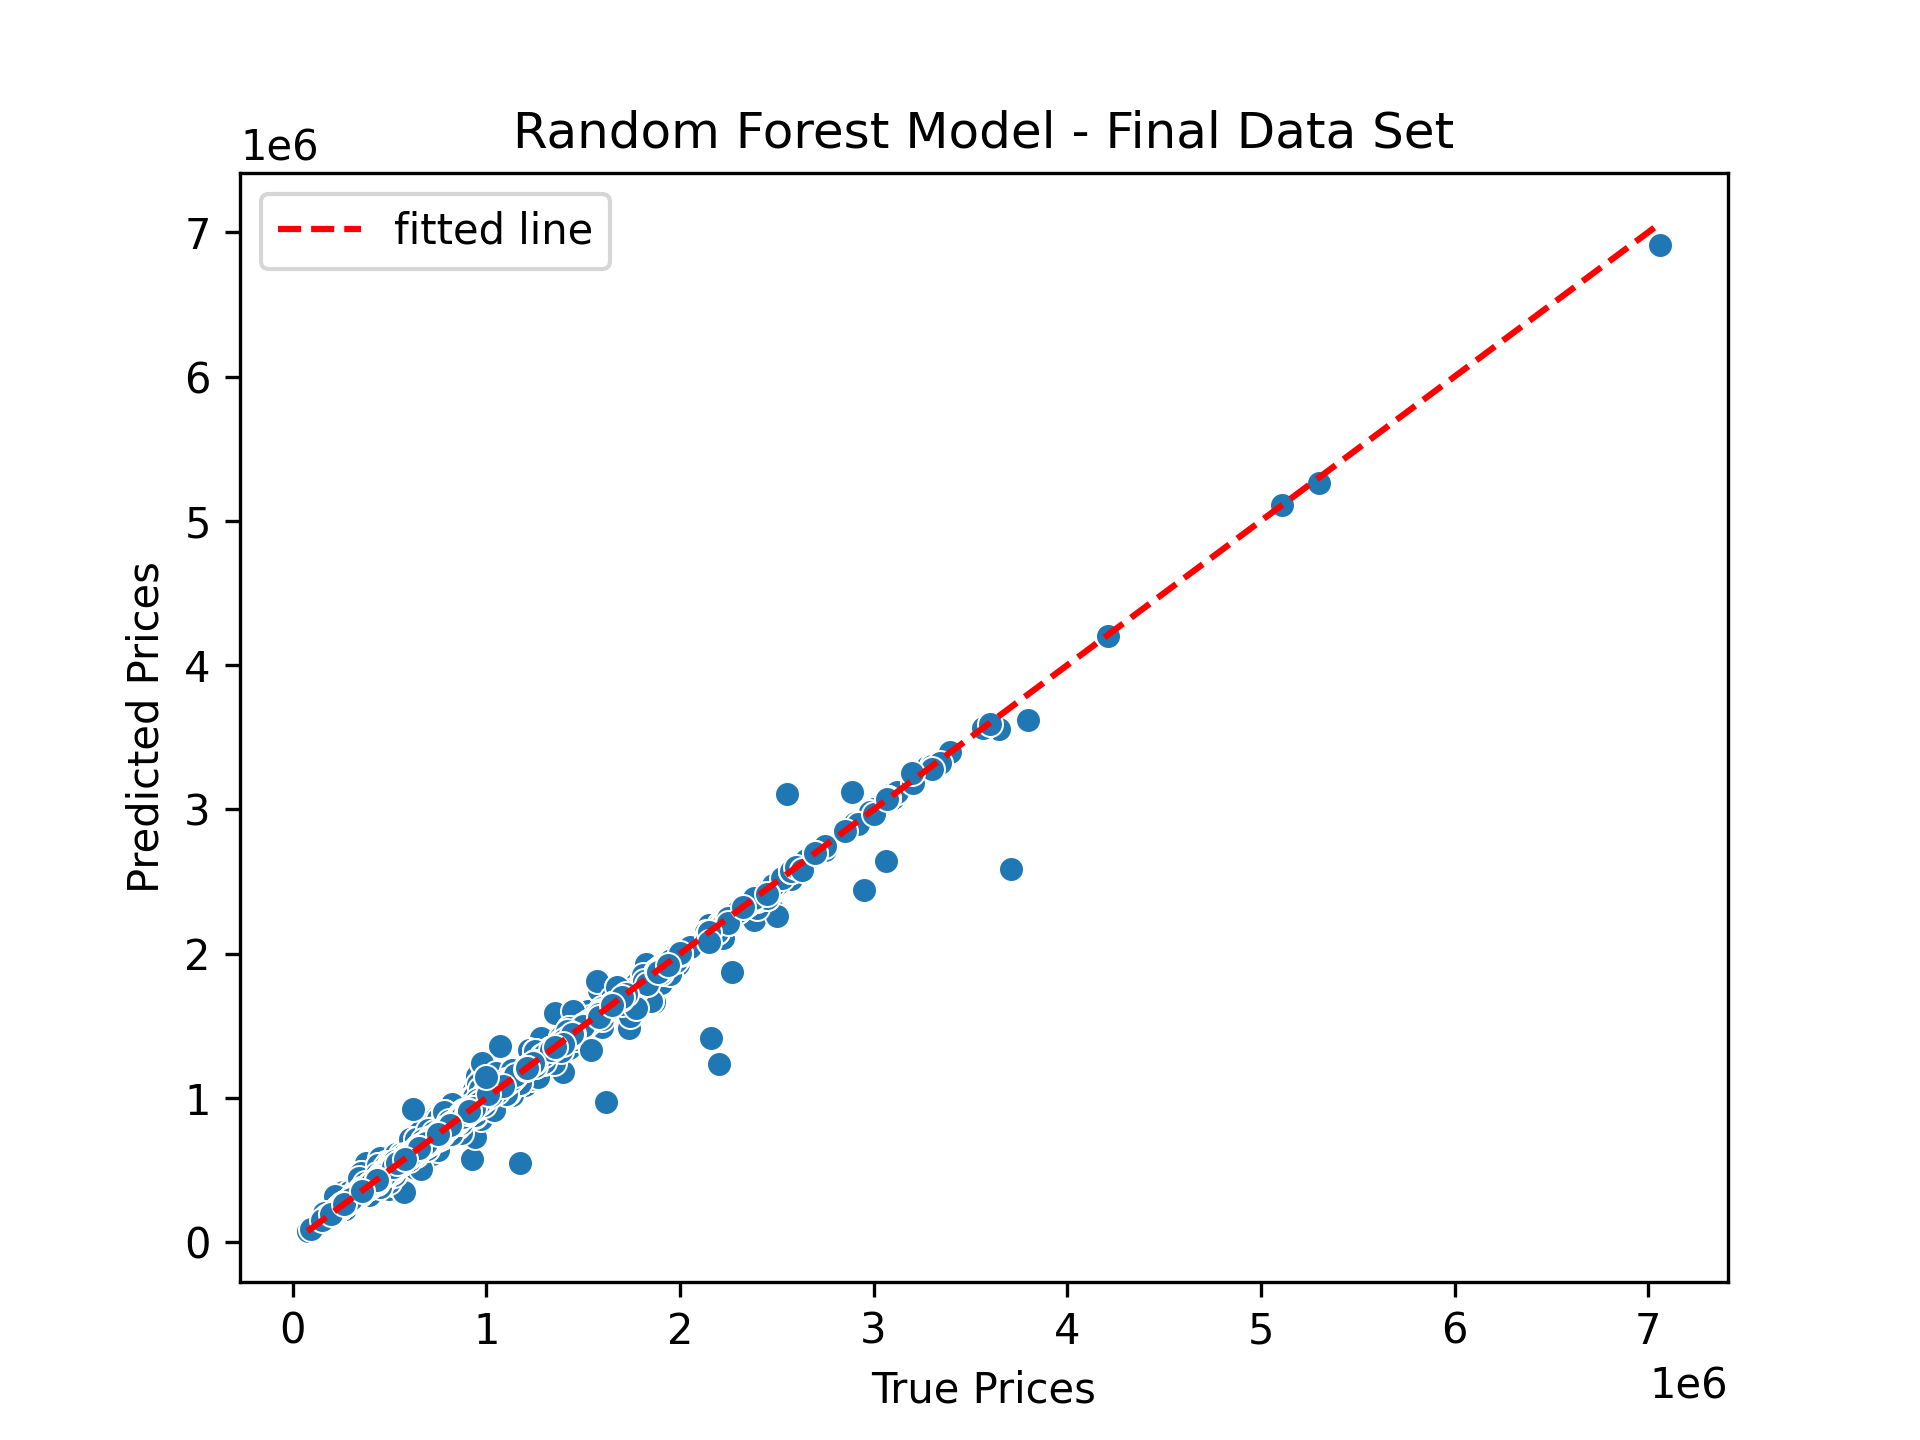 Random Forest Model - Final Data Set
1e6
fitted line
7
6
5
4
3
2
1
0
Predicted Prices
0 1 2 3 4 5 6 7
1e6
True Prices